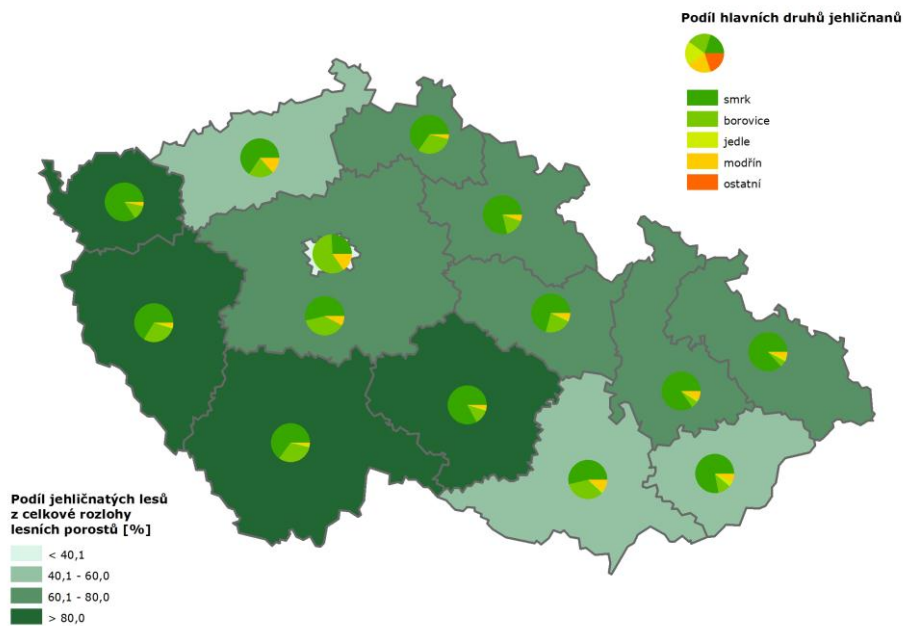 Podíl hlavních druhů jehličnanů
smrk
borovice
jedle
modřín
ostatní
Podíl jehličnatých lesů
z celkové rozlohy
lesních porostů [%]
< 40,1
40,1 - 60,0
60,1 - 80,0
> 80,0